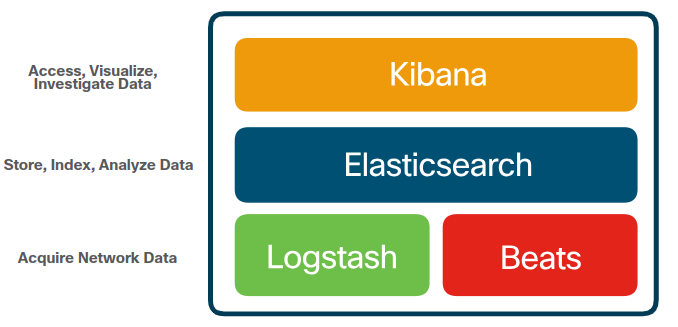 Access, Visualize,
Investigate Data
Kibana
Store, Index, Analyze Data
Elasticsearch
Acquire Network Data
Logstash
Beats